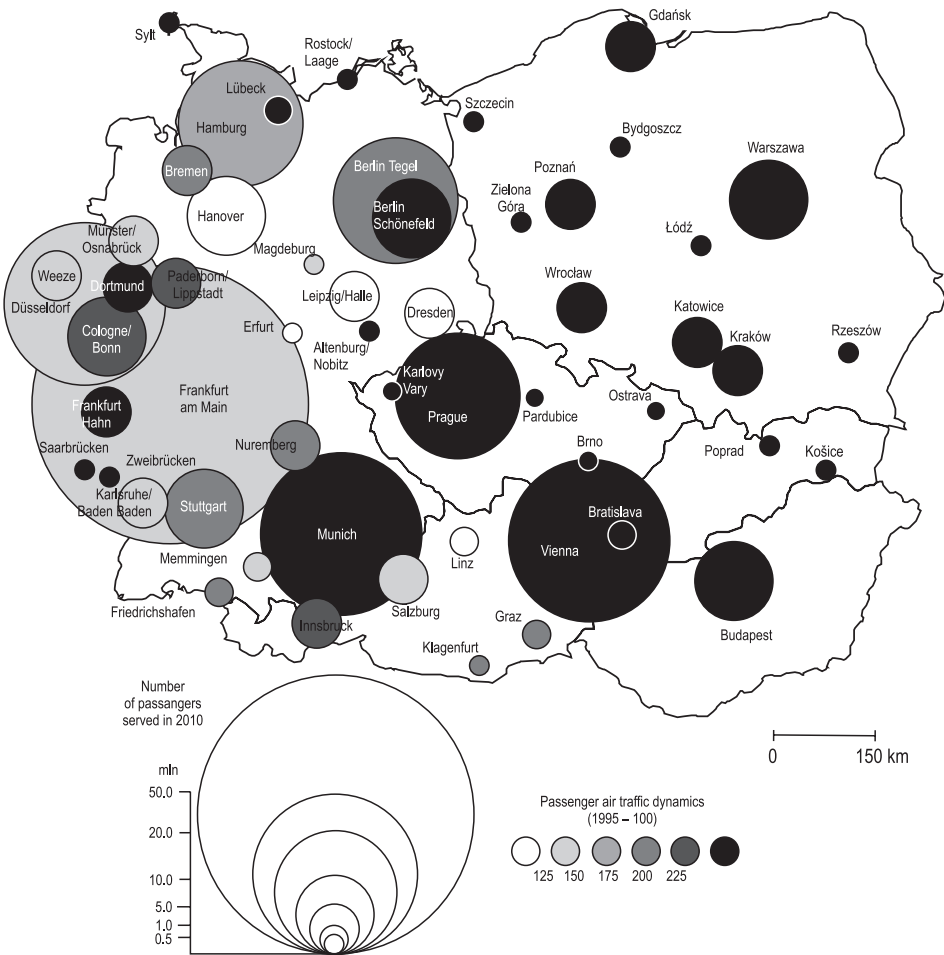 Gdańsk
Sylt
Rostock/
Laage
Lübeck
Hamburg
Szczecin
Bydgoszcz
Warszawa
Bremen
Berlin Tegel
Poznań
Zielona
Góra
Berlin
Schönefeld
Hanover
Łódź
Münster/
Osnabrück
Magdeburg
Weeze
Dortmund
Paderborn/
Lippstadt
Wrocław
Düsseldorf
Leipzig/Halle
Dresden
Katowice
Cologne/
Bonn
Erfurt
Kraków
Rzeszów
Altenburg/
Nobitz
Karlovy
Vary
Frankfurt
am Main
Ostrava
Frankfurt
Hahn
Prague
Pardubice
Nuremberg
Brno
Poprad
Košice
Saarbrücken
Zweibrücken
Karlsruhe/
Baden Baden
Stuttgart
Bratislava
Munich
Vienna
Memmingen
Linz
Friedrichshafen
Salzburg
Innsbruck
Graz
Budapest
Klagenfurt
Number
of passangers
served in 2010
0 150 km
mln
50.0
20.0
10.0
5.0
1.0
0.5
Passenger air traffic dynamics
(1995 – 100)
125 150 175 200 225